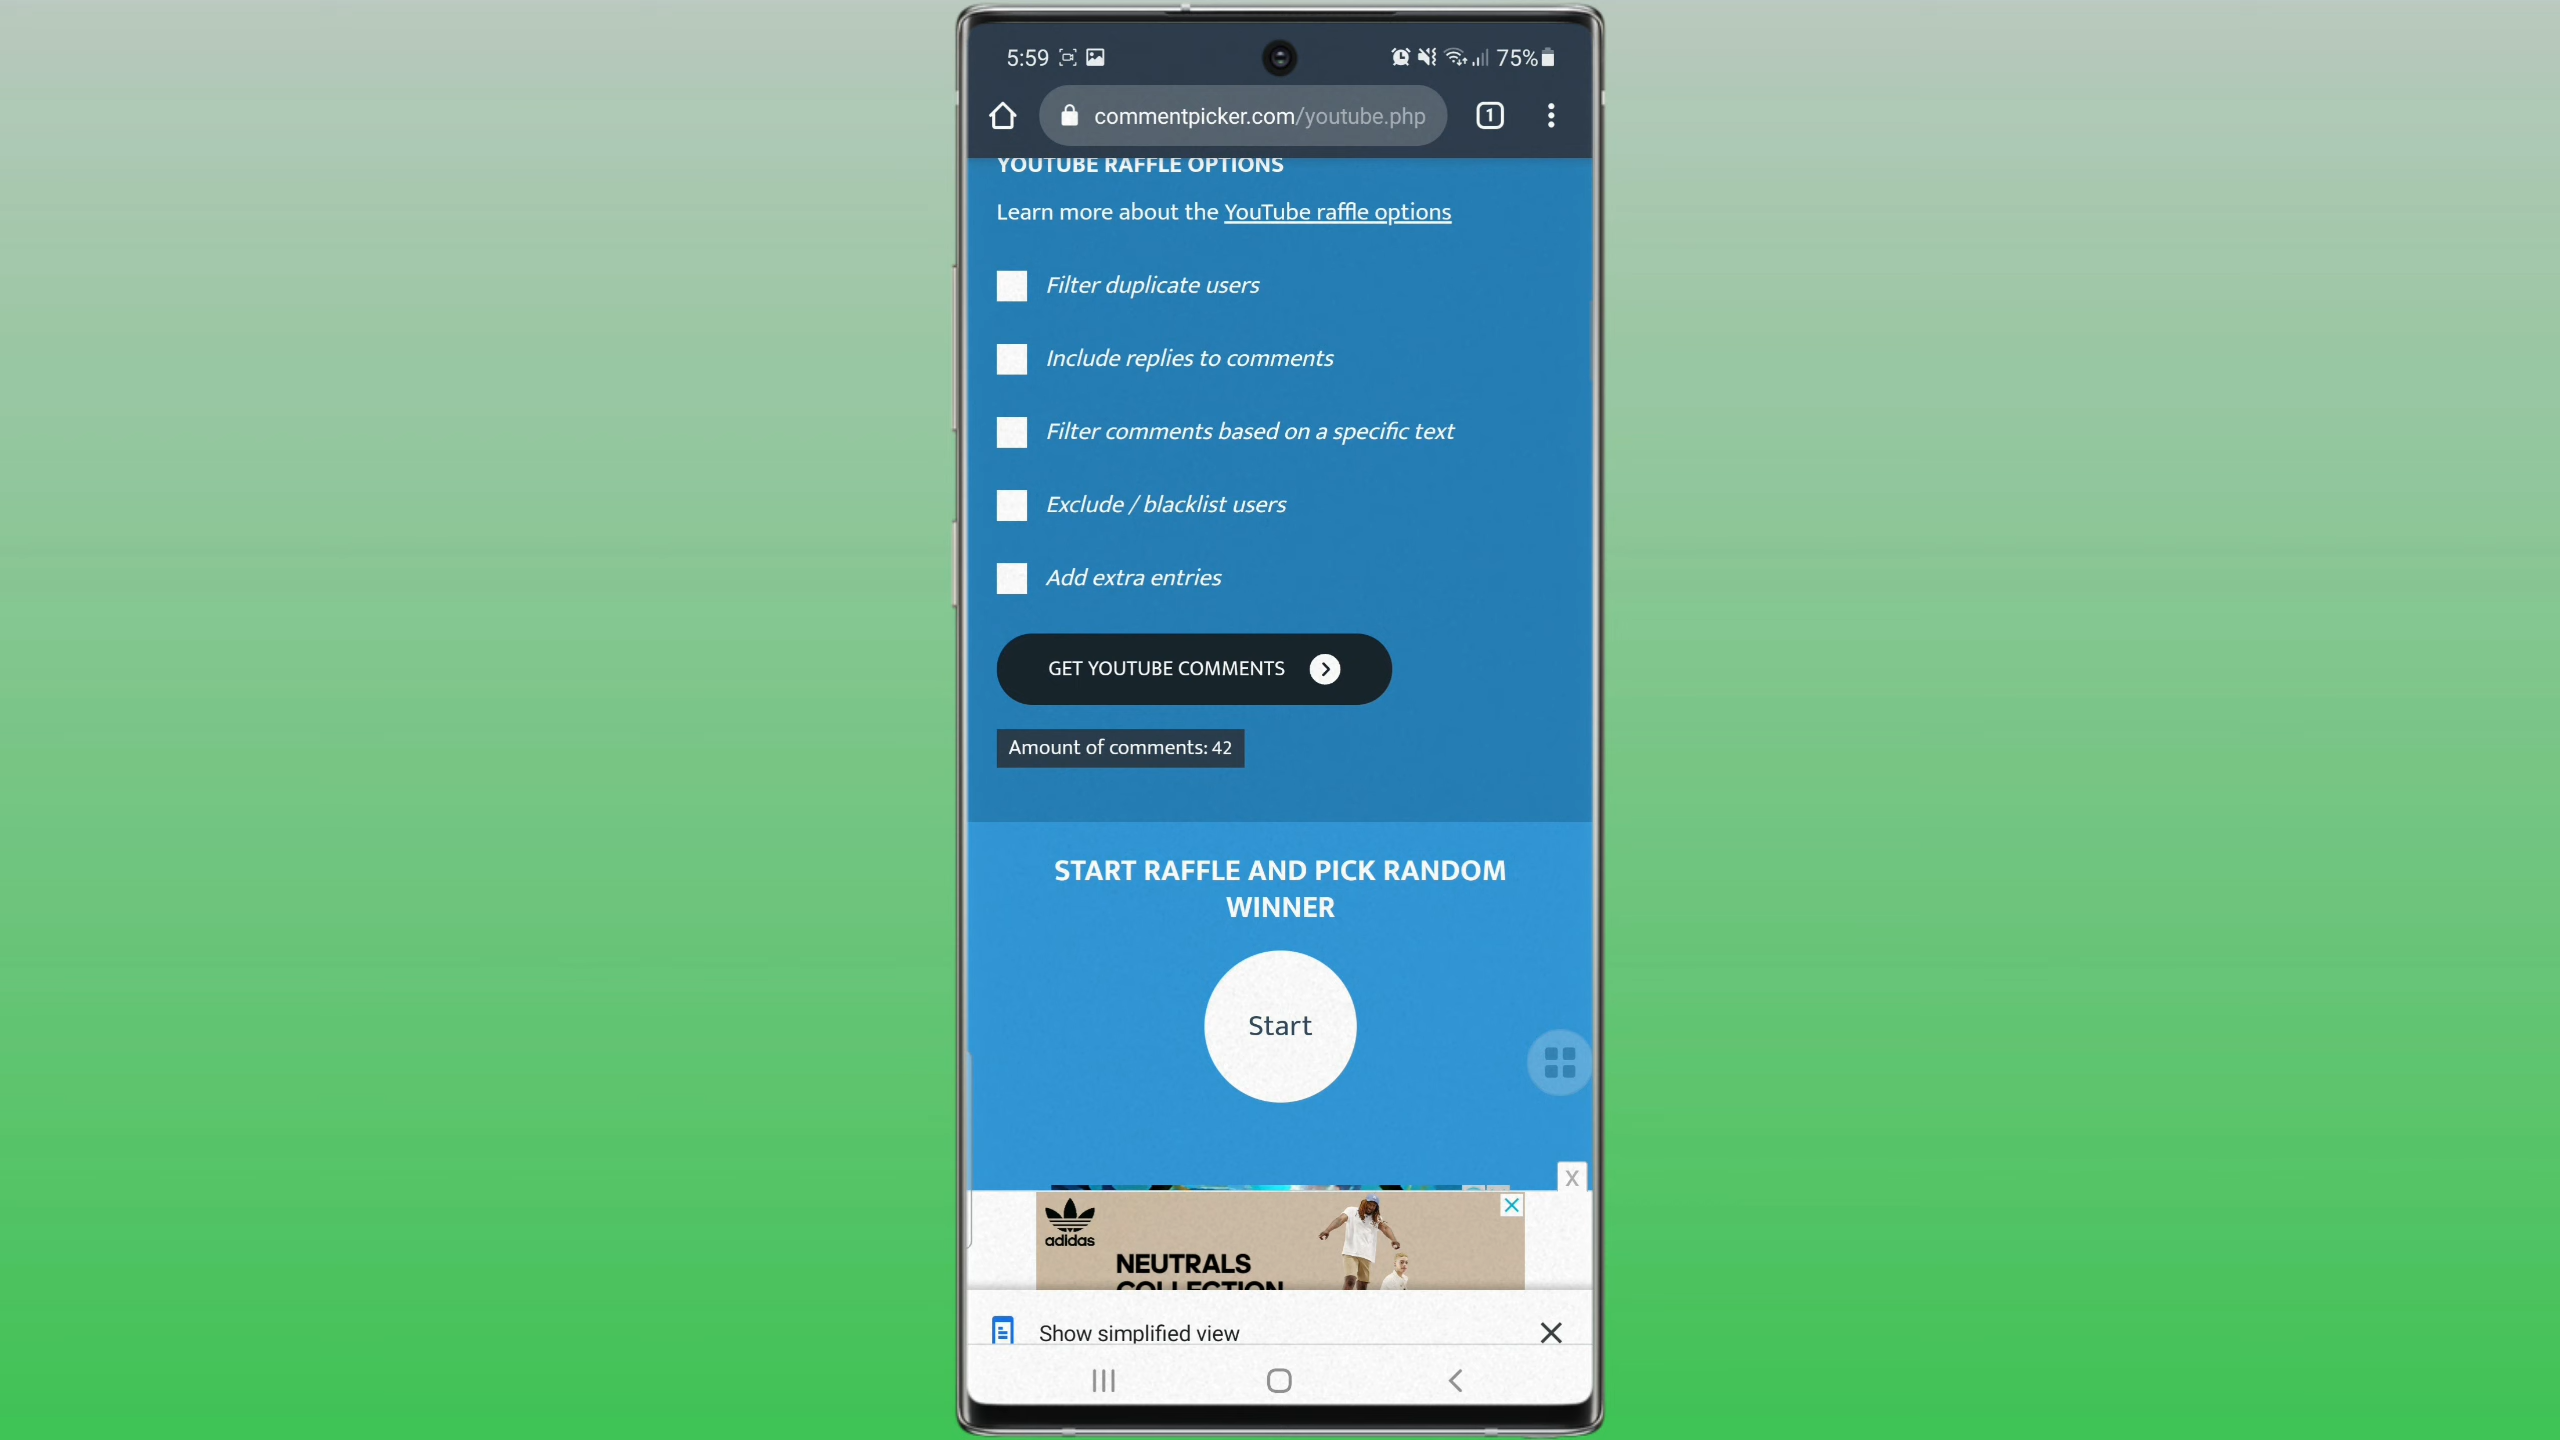 5:59
75%
commentpicker.com/youtube.php
1
YOUTUBE RAFFLE OPTIONS
Learn more about the YouTube raffle options
Filter duplicate users
Include replies to comments
Filter comments based on a specific text
Exclude / blacklist users
Add extra entries
GET YOUTUBE COMMENTS
Amount of comments: 42
START RAFFLE AND PICK RANDOM
WINNER
Start
X
adidas
NEUTRALS
COLLECTION
Show simplified view